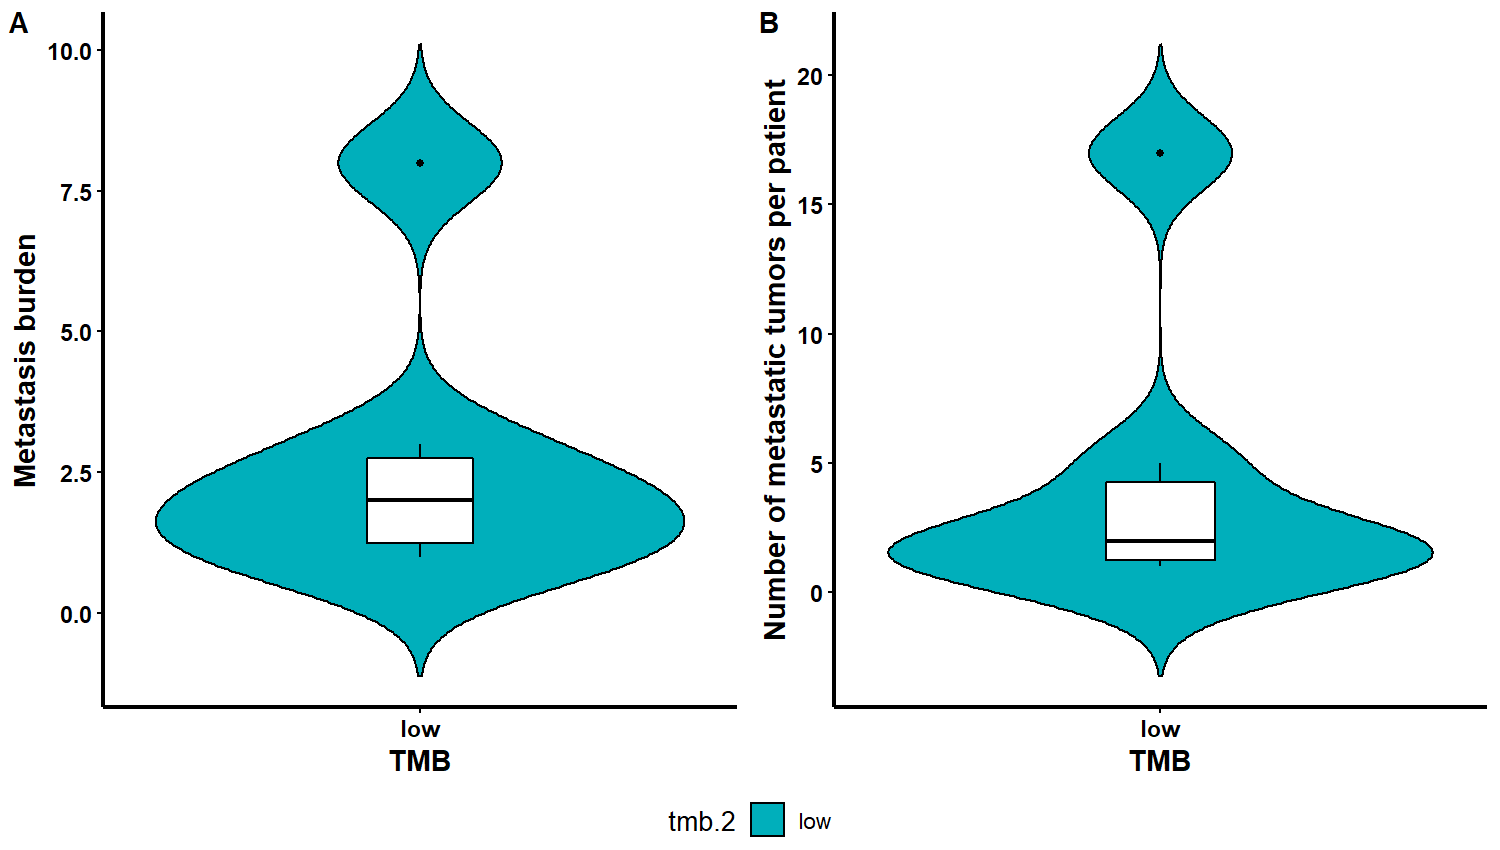 A
Metastasis burden
10.0
7.5
5.0
2.5
0.0
low
TMB
B
Number of metastatic tumors per patient
20
15
10
5
0
low
TMB
tmb.2 low